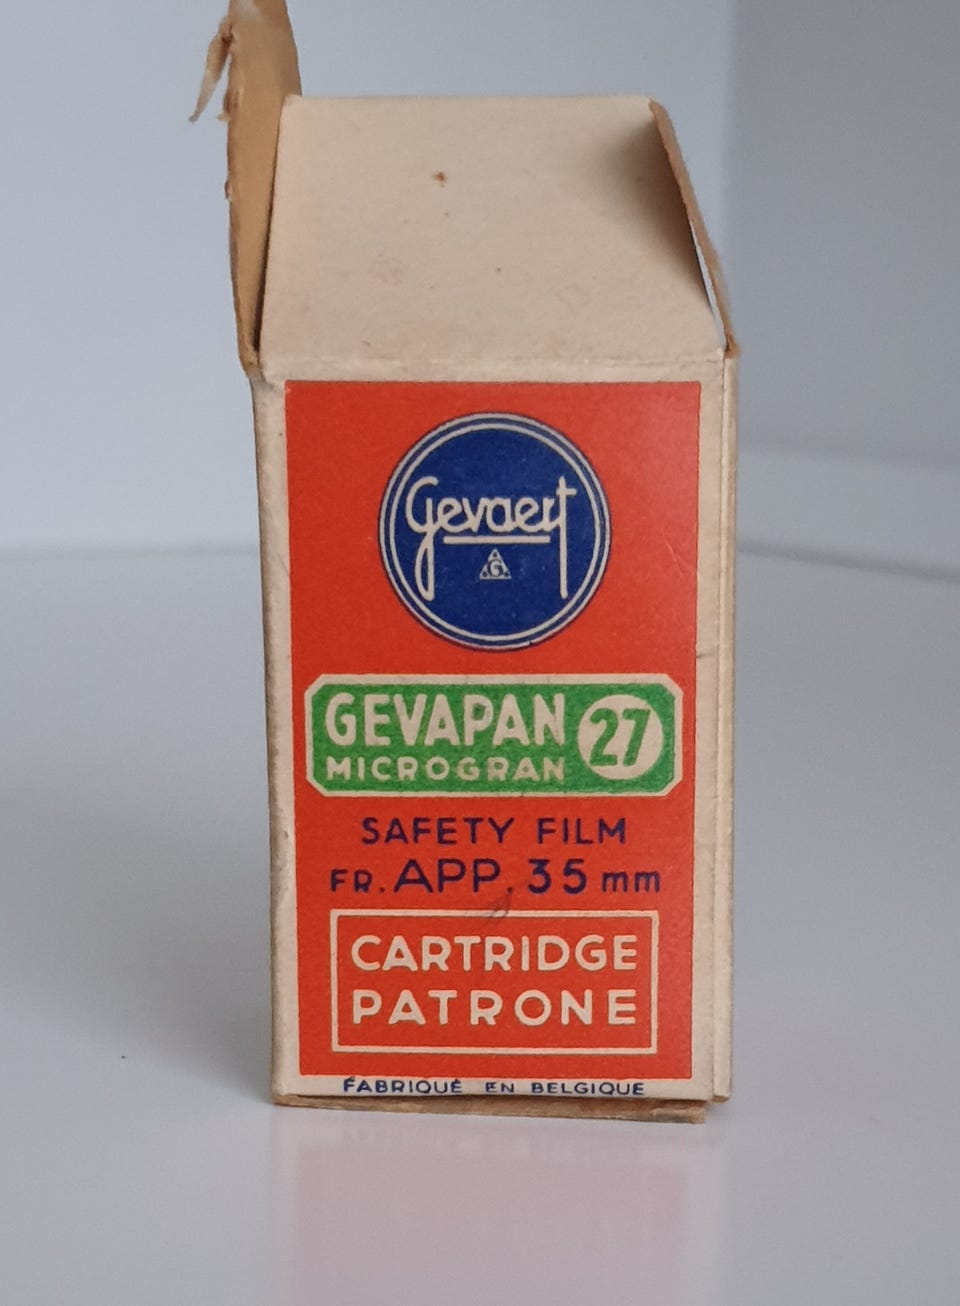 Gevaert
G
GEVAPAN 27
MICROGRAN
SAFETY FILM
FR. APP. 35 mm
CARTRIDGE
PATRONE
FABRIQUÉ EN BELGIQUE